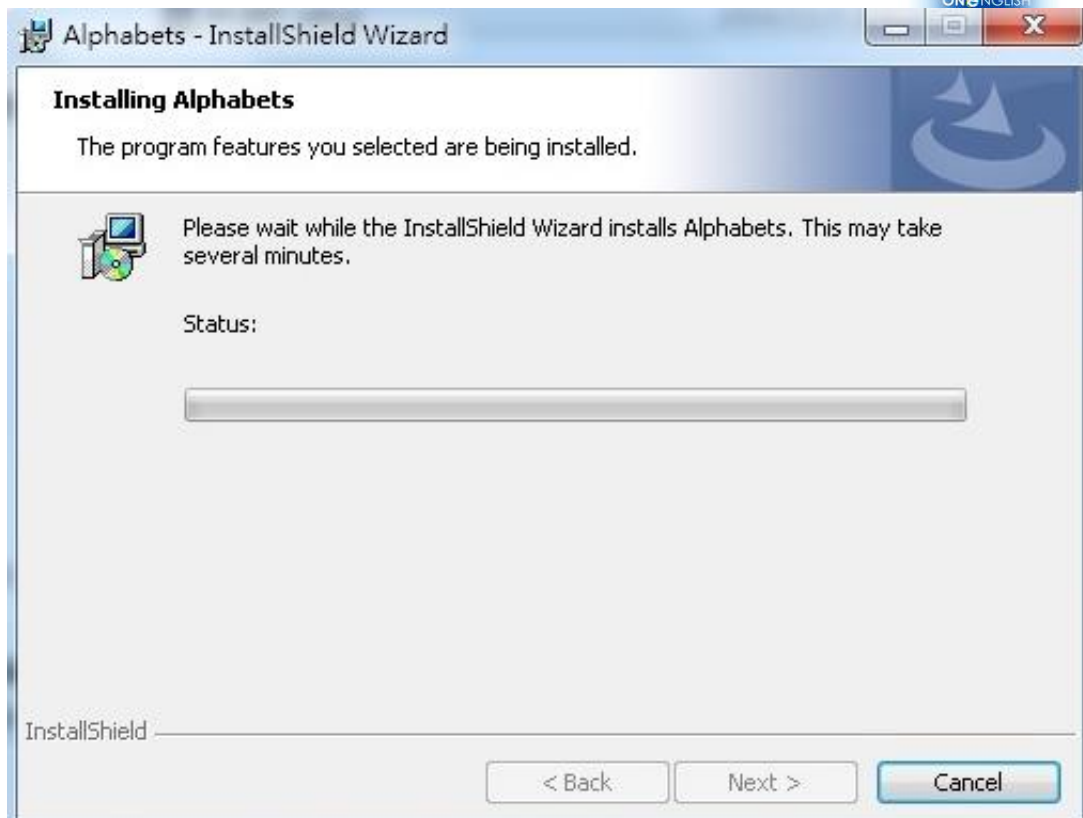 ONENGLISH
Alphabets - InstallShield Wizard
Installing Alphabets
The program features you selected are being installed.
Please wait while the InstallShield Wizard installs Alphabets. This may take
several minutes.
Status:
InstallShield
< Back
Next >
Cancel